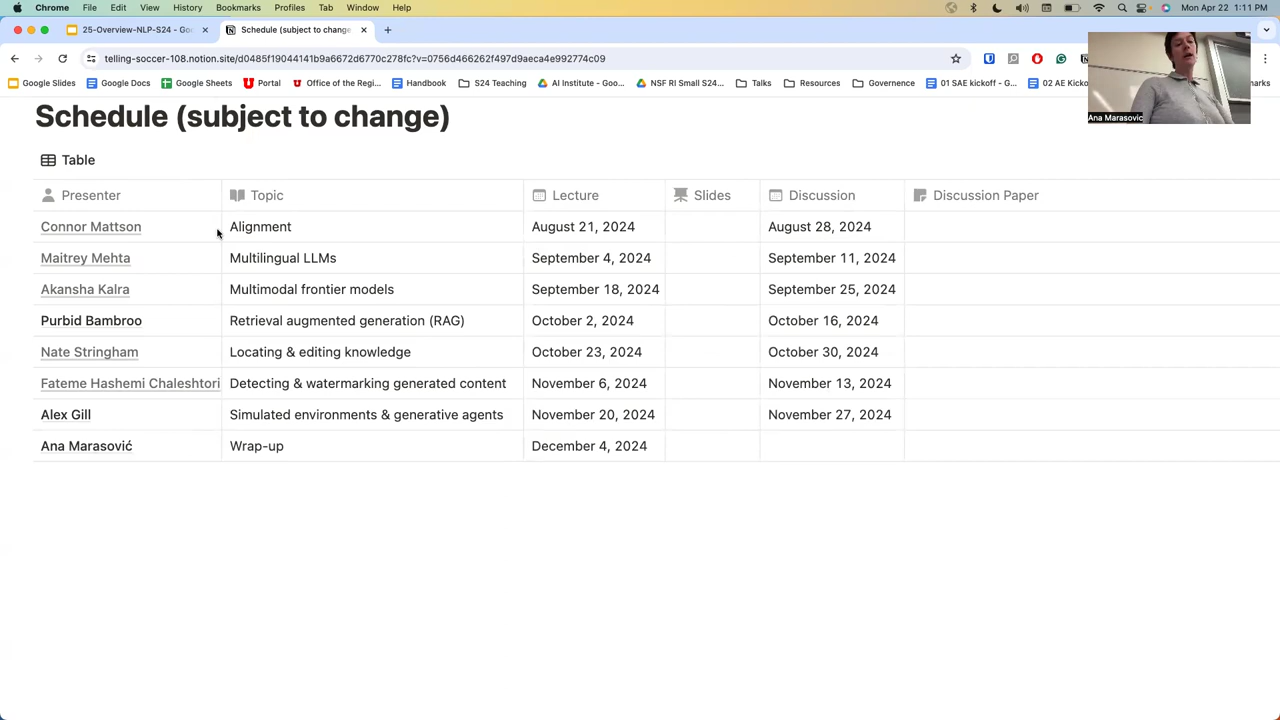 Chrome File Edit View History Bookmarks Profiles Tab Window Help Mon Apr 22 1:11 PM
25-Overview-NLP-S24 - Goo Schedule (subject to change
telling-soccer-108.notion.site/d0485f190441419b9a6672d6770c278fc?v=0756d466262f497d9aeca4e992774c09
Google Slides Google Docs Google Sheets Portal Office of the Regi... Handbook S24 Teaching AI Institute - Goo... NSF RI Small S24... Talks Resources Governence 01 SAE kickoff - G... 02 AE Kicko
Ana Marasovic
Schedule (subject to change)
Table
Presenter Topic Lecture Slides Discussion Discussion Paper
Connor Mattson Alignment August 21, 2024 August 28, 2024
Maitrey Mehta Multilingual LLMs September 4, 2024 September 11, 2024
Akansha Kalra Multimodal frontier models September 18, 2024 September 25, 2024
Purbid Bambroo Retrieval augmented generation (RAG) October 2, 2024 October 16, 2024
Nate Stringham Locating & editing knowledge October 23, 2024 October 30, 2024
Fateme Hashemi Chaleshtori Detecting & watermarking generated content November 6, 2024 November 13, 2024
Alex Gill Simulated environments & generative agents November 20, 2024 November 27, 2024
Ana Marasović Wrap-up December 4, 2024